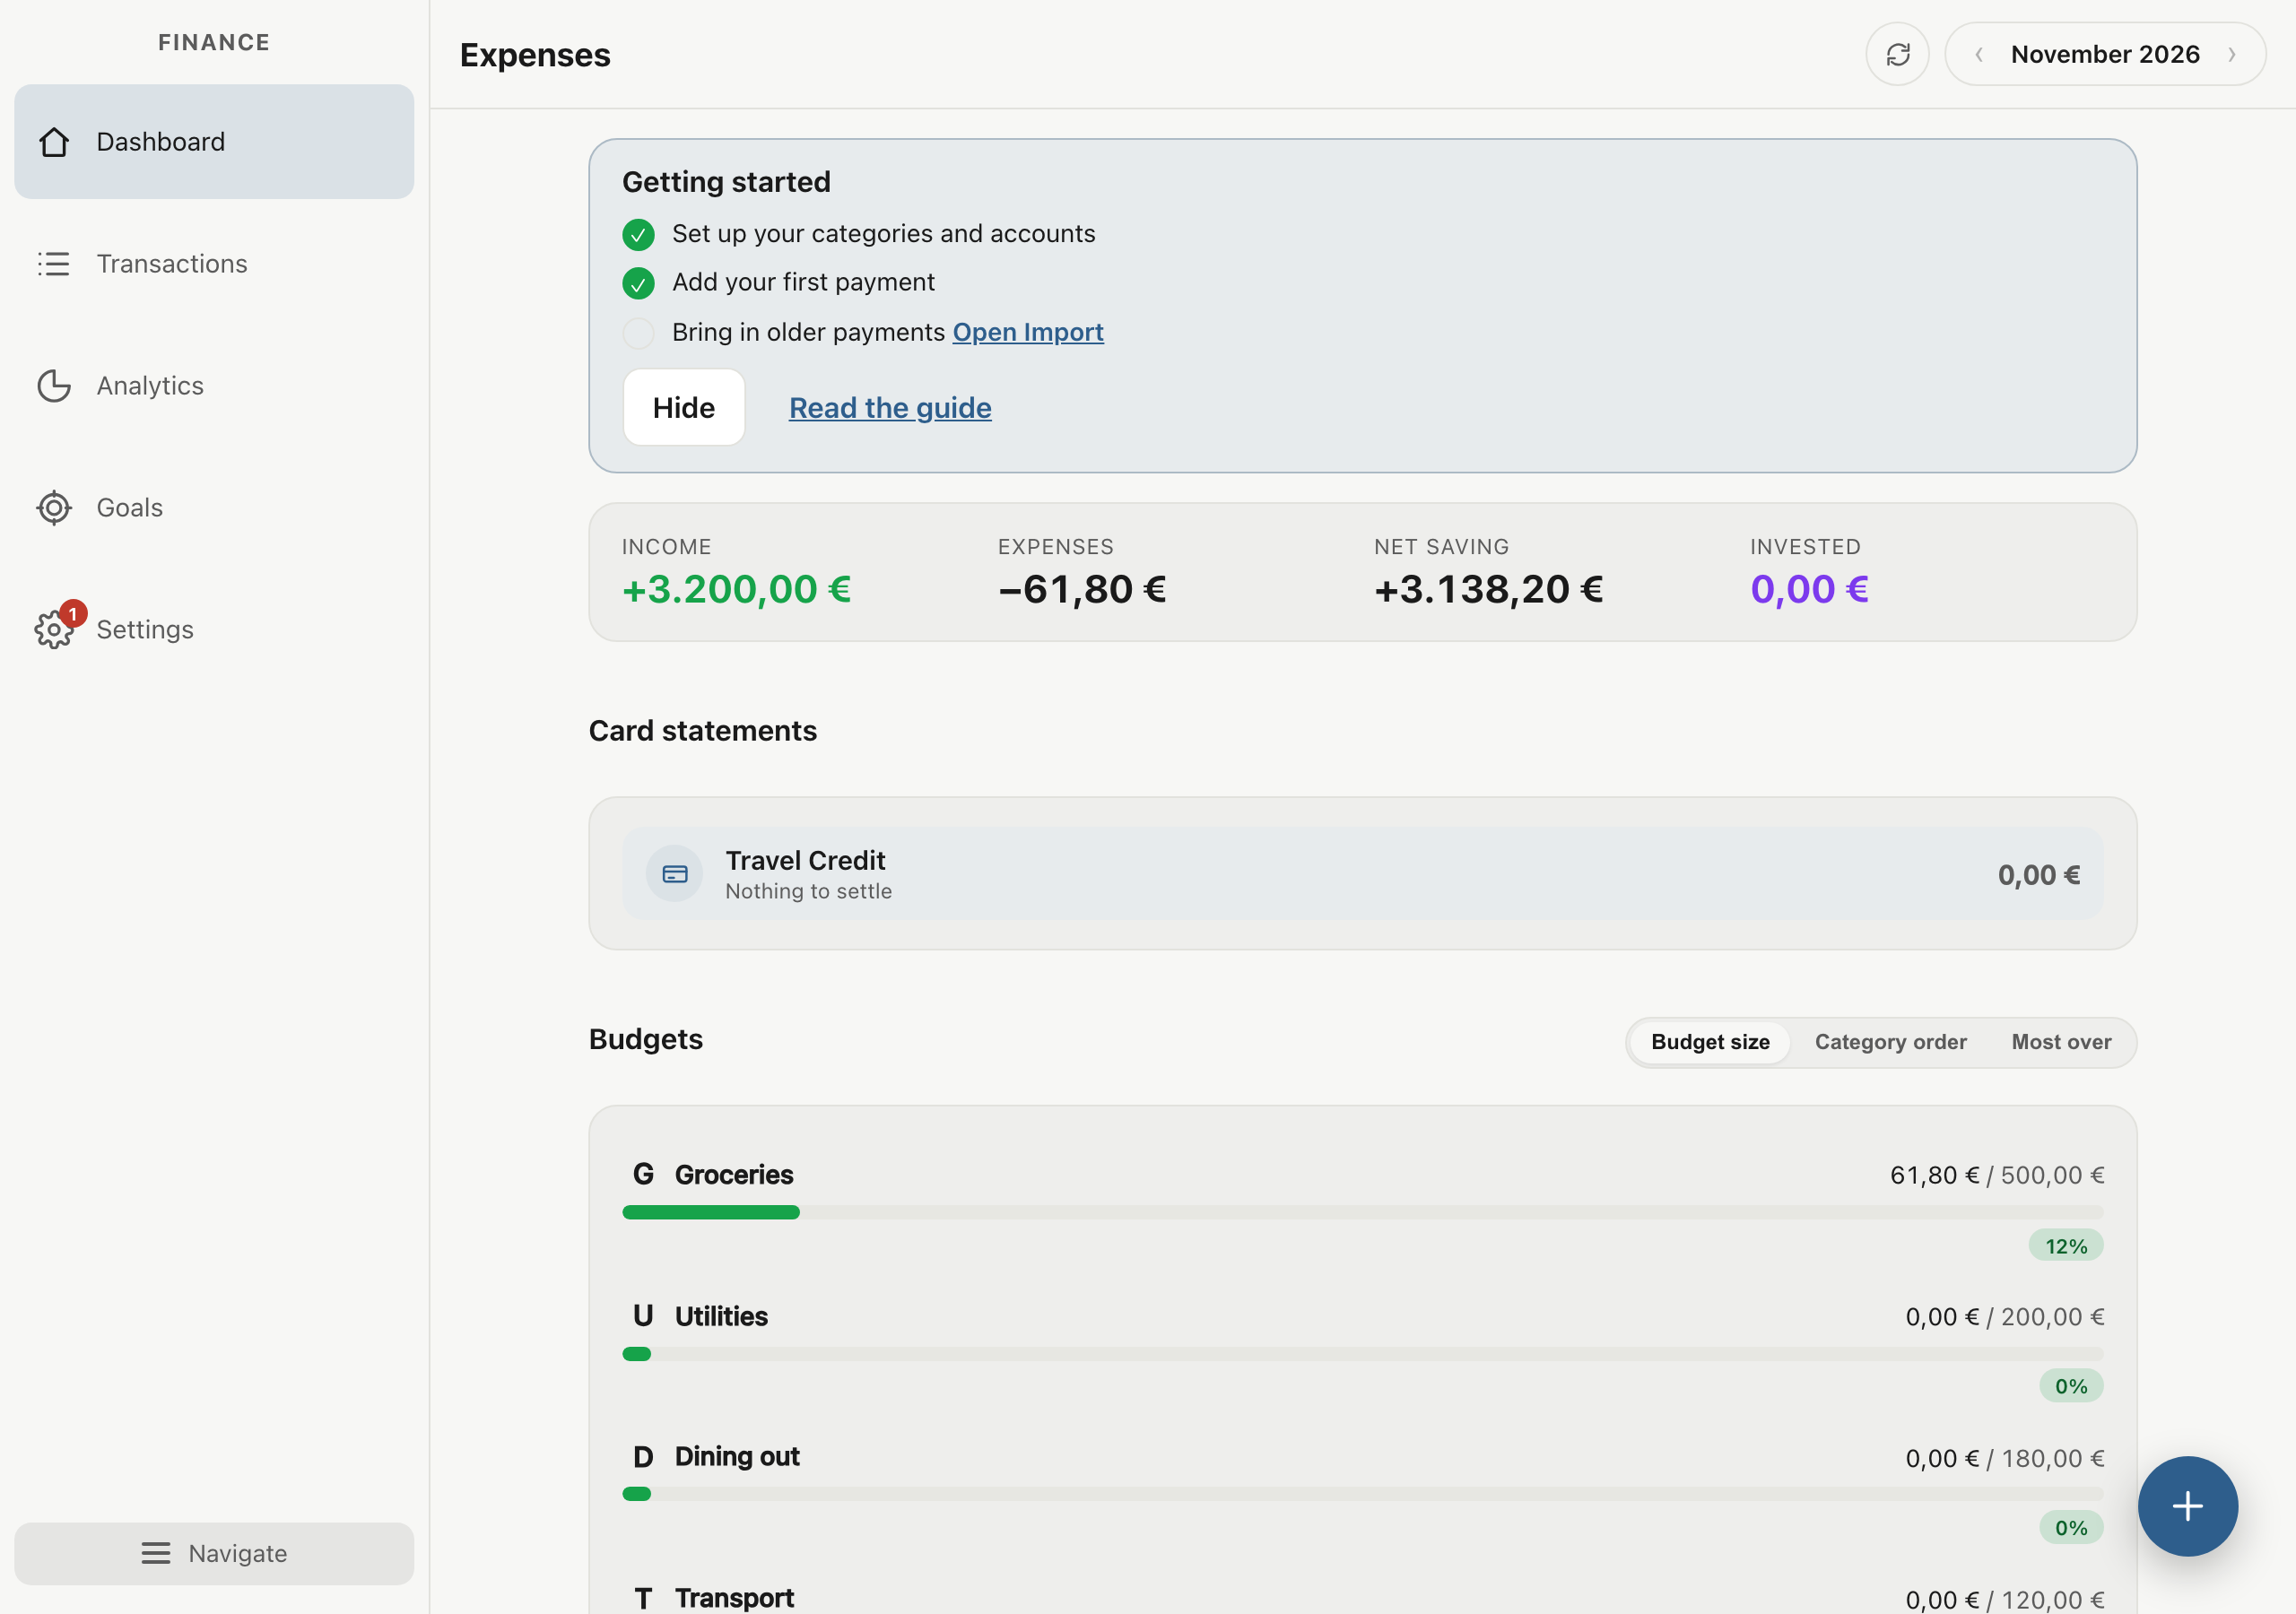 FINANCE
Dashboard
Transactions
Analytics
Goals
1
Settings
Navigate
Expenses
November 2026
Getting started
Set up your categories and accounts
Add your first payment
Bring in older payments Open Import
Hide
Read the guide
INCOME
+3.200,00 €
EXPENSES
−61,80 €
NET SAVING
+3.138,20 €
INVESTED
0,00 €
Card statements
Travel Credit
Nothing to settle
0,00 €
Budgets
Budget size
Category order
Most over
G Groceries
61,80 € / 500,00 €
12%
U Utilities
0,00 € / 200,00 €
0%
D Dining out
0,00 € / 180,00 €
0%
T Transport
0,00 € / 120,00 €